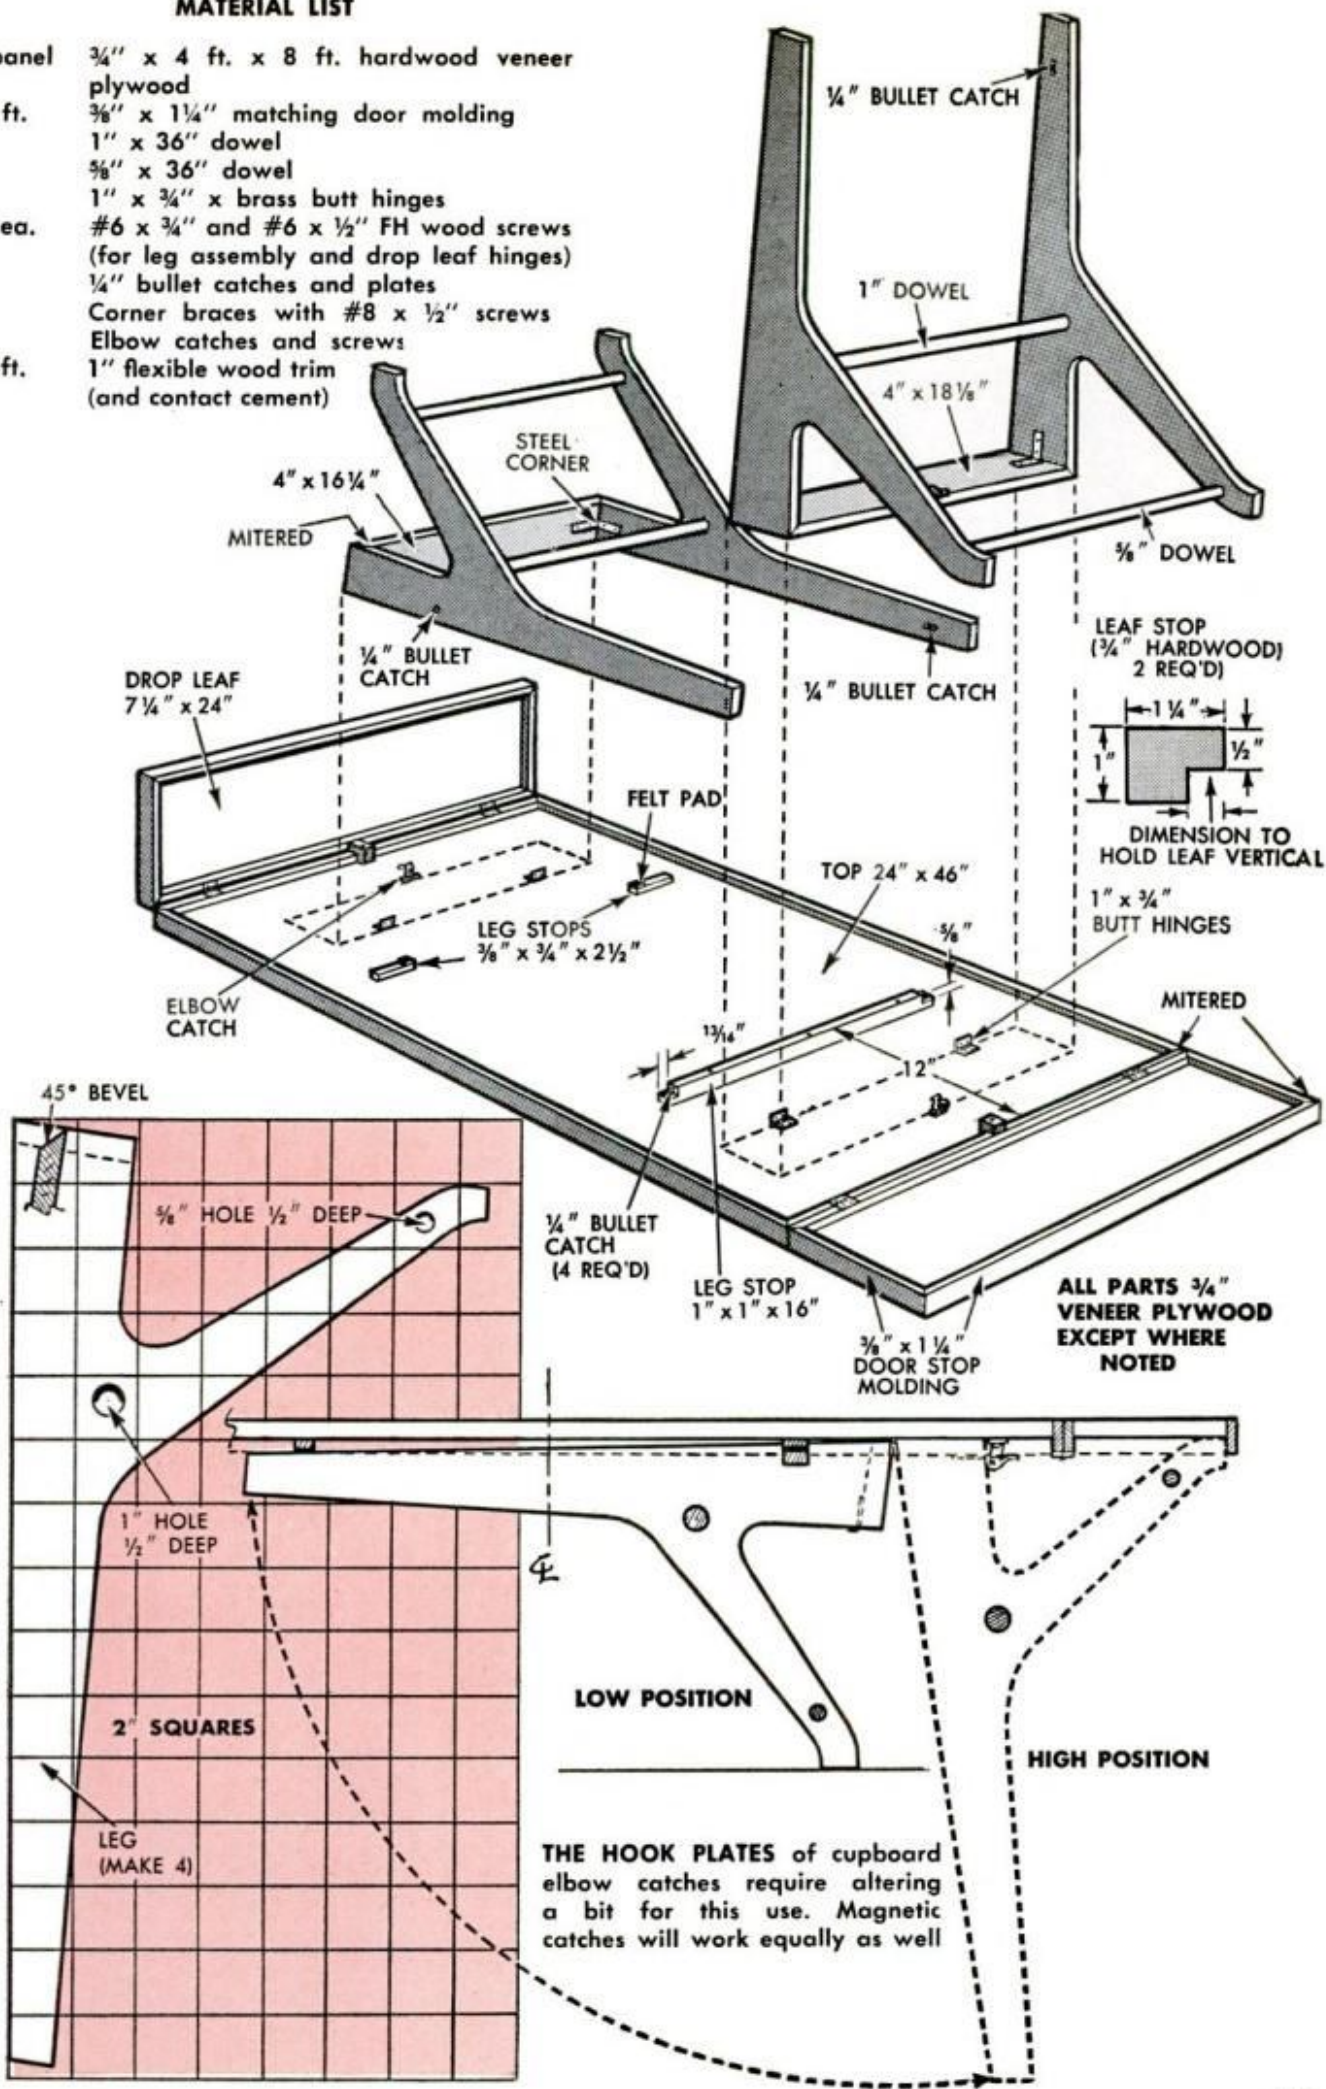 MATERIAL LIST
panel ¾" x 4 ft. x 8 ft. hardwood veneer
plywood
ft. ⅜" x 1¼" matching door molding
1" x 36" dowel
⅝" x 36" dowel
1" x ¾" x brass butt hinges
ea. #6 x ¾" and #6 x ½" FH wood screws
(for leg assembly and drop leaf hinges)
¼" bullet catches and plates
Corner braces with #8 x ½" screws
Elbow catches and screws
ft. 1" flexible wood trim
(and contact cement)
¼" BULLET CATCH
1" DOWEL
4" x 18⅛"
STEEL
CORNER
4" x 16¼"
MITERED
⅝" DOWEL
¼" BULLET
CATCH
¼" BULLET CATCH
LEAF STOP
(¾" HARDWOOD)
2 REQ'D)
1¼"
1"
½"
DIMENSION TO
HOLD LEAF VERTICAL
DROP LEAF
7¼" x 24"
FELT PAD
TOP 24" x 46"
1" x ¾"
BUTT HINGES
LEG STOPS
⅜" x ¾" x 2½"
⅝"
ELBOW
CATCH
MITERED
13/16"
12"
45° BEVEL
⅝" HOLE ½" DEEP
¼" BULLET
CATCH
(4 REQ'D)
LEG STOP
1" x 1" x 16"
⅜" x 1¼"
DOOR STOP
MOLDING
ALL PARTS ¾"
VENEER PLYWOOD
EXCEPT WHERE
NOTED
1" HOLE
½" DEEP
℄
LOW POSITION
2" SQUARES
HIGH POSITION
LEG
(MAKE 4)
THE HOOK PLATES of cupboard
elbow catches require altering
a bit for this use. Magnetic
catches will work equally as well